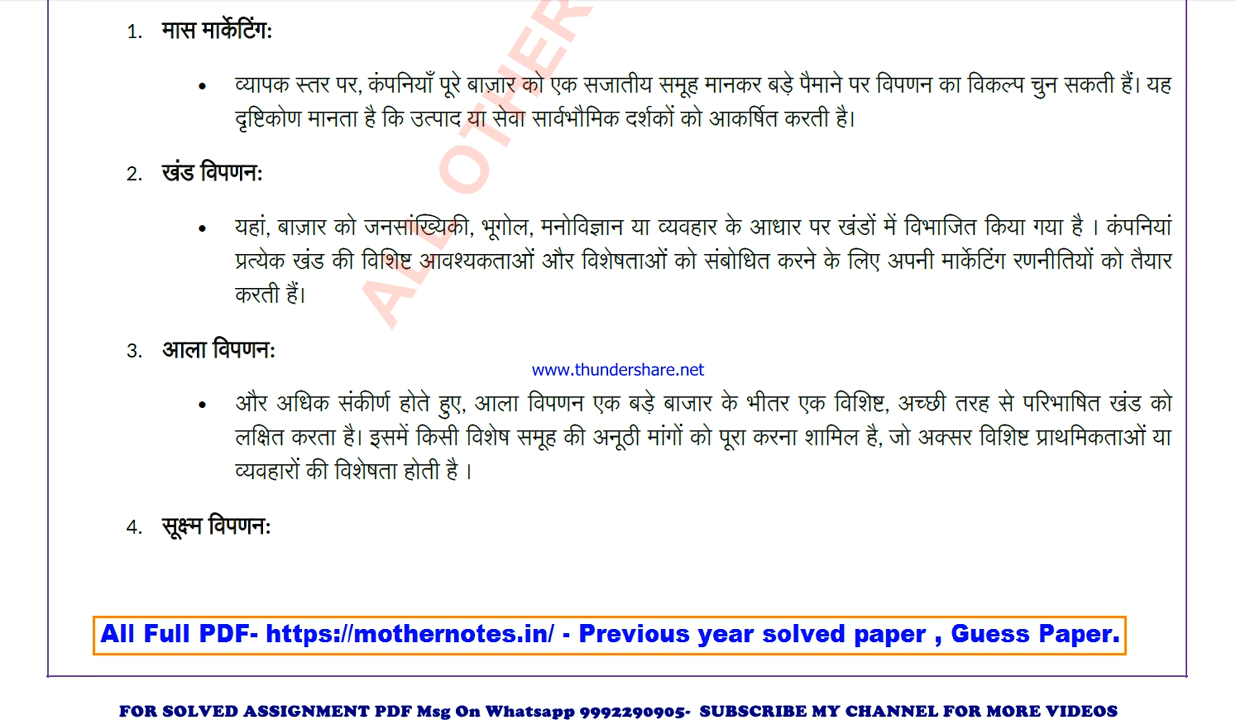 1. मास मार्केटिंग:
• व्यापक स्तर पर, कंपनियाँ पूरे बाज़ार को एक सजातीय समूह मानकर बड़े पैमाने पर विपणन का विकल्प चुन सकती हैं। यह
दृष्टिकोण मानता है कि उत्पाद या सेवा सार्वभौमिक दर्शकों को आकर्षित करती है।
2. खंड विपणन:
• यहां, बाज़ार को जनसांख्यिकी, भूगोल, मनोविज्ञान या व्यवहार के आधार पर खंडों में विभाजित किया गया है । कंपनियां
प्रत्येक खंड की विशिष्ट आवश्यकताओं और विशेषताओं को संबोधित करने के लिए अपनी मार्केटिंग रणनीतियों को तैयार
करती हैं।
3. आला विपणन:
www.thundershare.net
• और अधिक संकीर्ण होते हुए, आला विपणन एक बड़े बाजार के भीतर एक विशिष्ट, अच्छी तरह से परिभाषित खंड को
लक्षित करता है। इसमें किसी विशेष समूह की अनूठी मांगों को पूरा करना शामिल है, जो अक्सर विशिष्ट प्राथमिकताओं या
व्यवहारों की विशेषता होती है ।
4. सूक्ष्म विपणन:
ALL OTHER
All Full PDF- https://mothernotes.in/ - Previous year solved paper , Guess Paper.
FOR SOLVED ASSIGNMENT PDF Msg On Whatsapp 9992290905- SUBSCRIBE MY CHANNEL FOR MORE VIDEOS